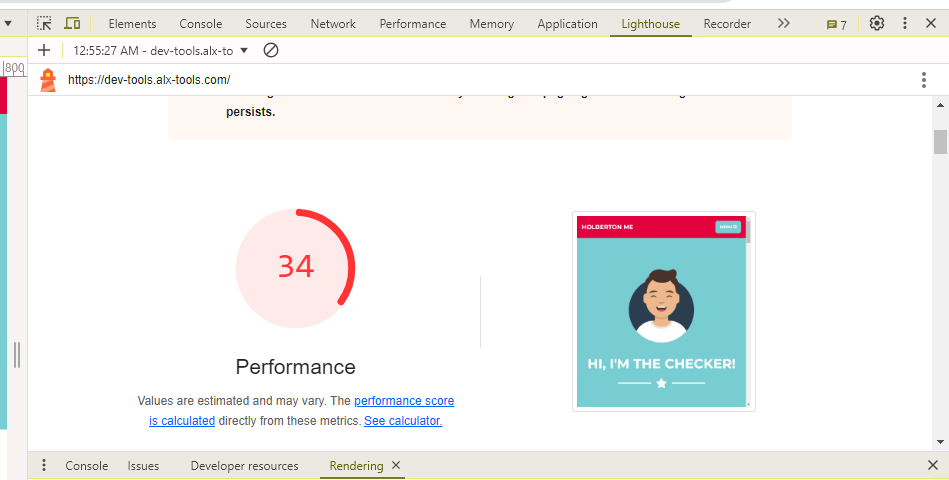 Elements Console Sources Network Performance Memory Application Lighthouse Recorder 7
12:55:27 AM - dev-tools.alx-to
800
https://dev-tools.alx-tools.com/
persists.
34
HOLBERTON ME
MENU
HI, I'M THE CHECKER!
Performance
Values are estimated and may vary. The performance score
is calculated directly from these metrics. See calculator.
Console Issues Developer resources Rendering